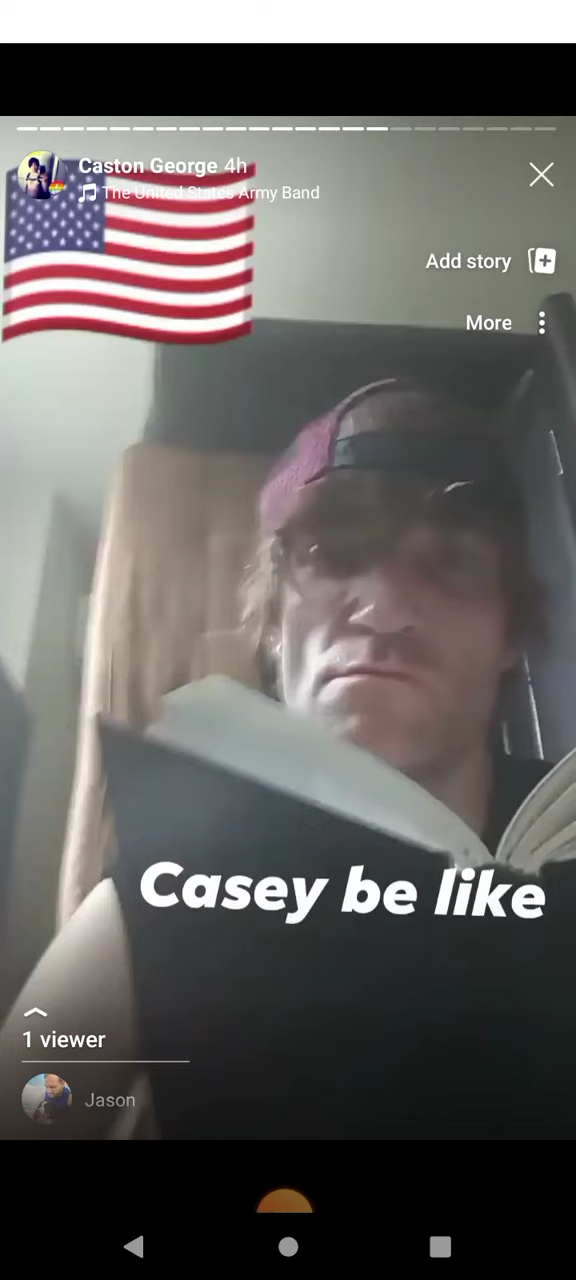 Caston George 4h
The United States Army Band
Add story
More
Casey be like
1 viewer
Jason